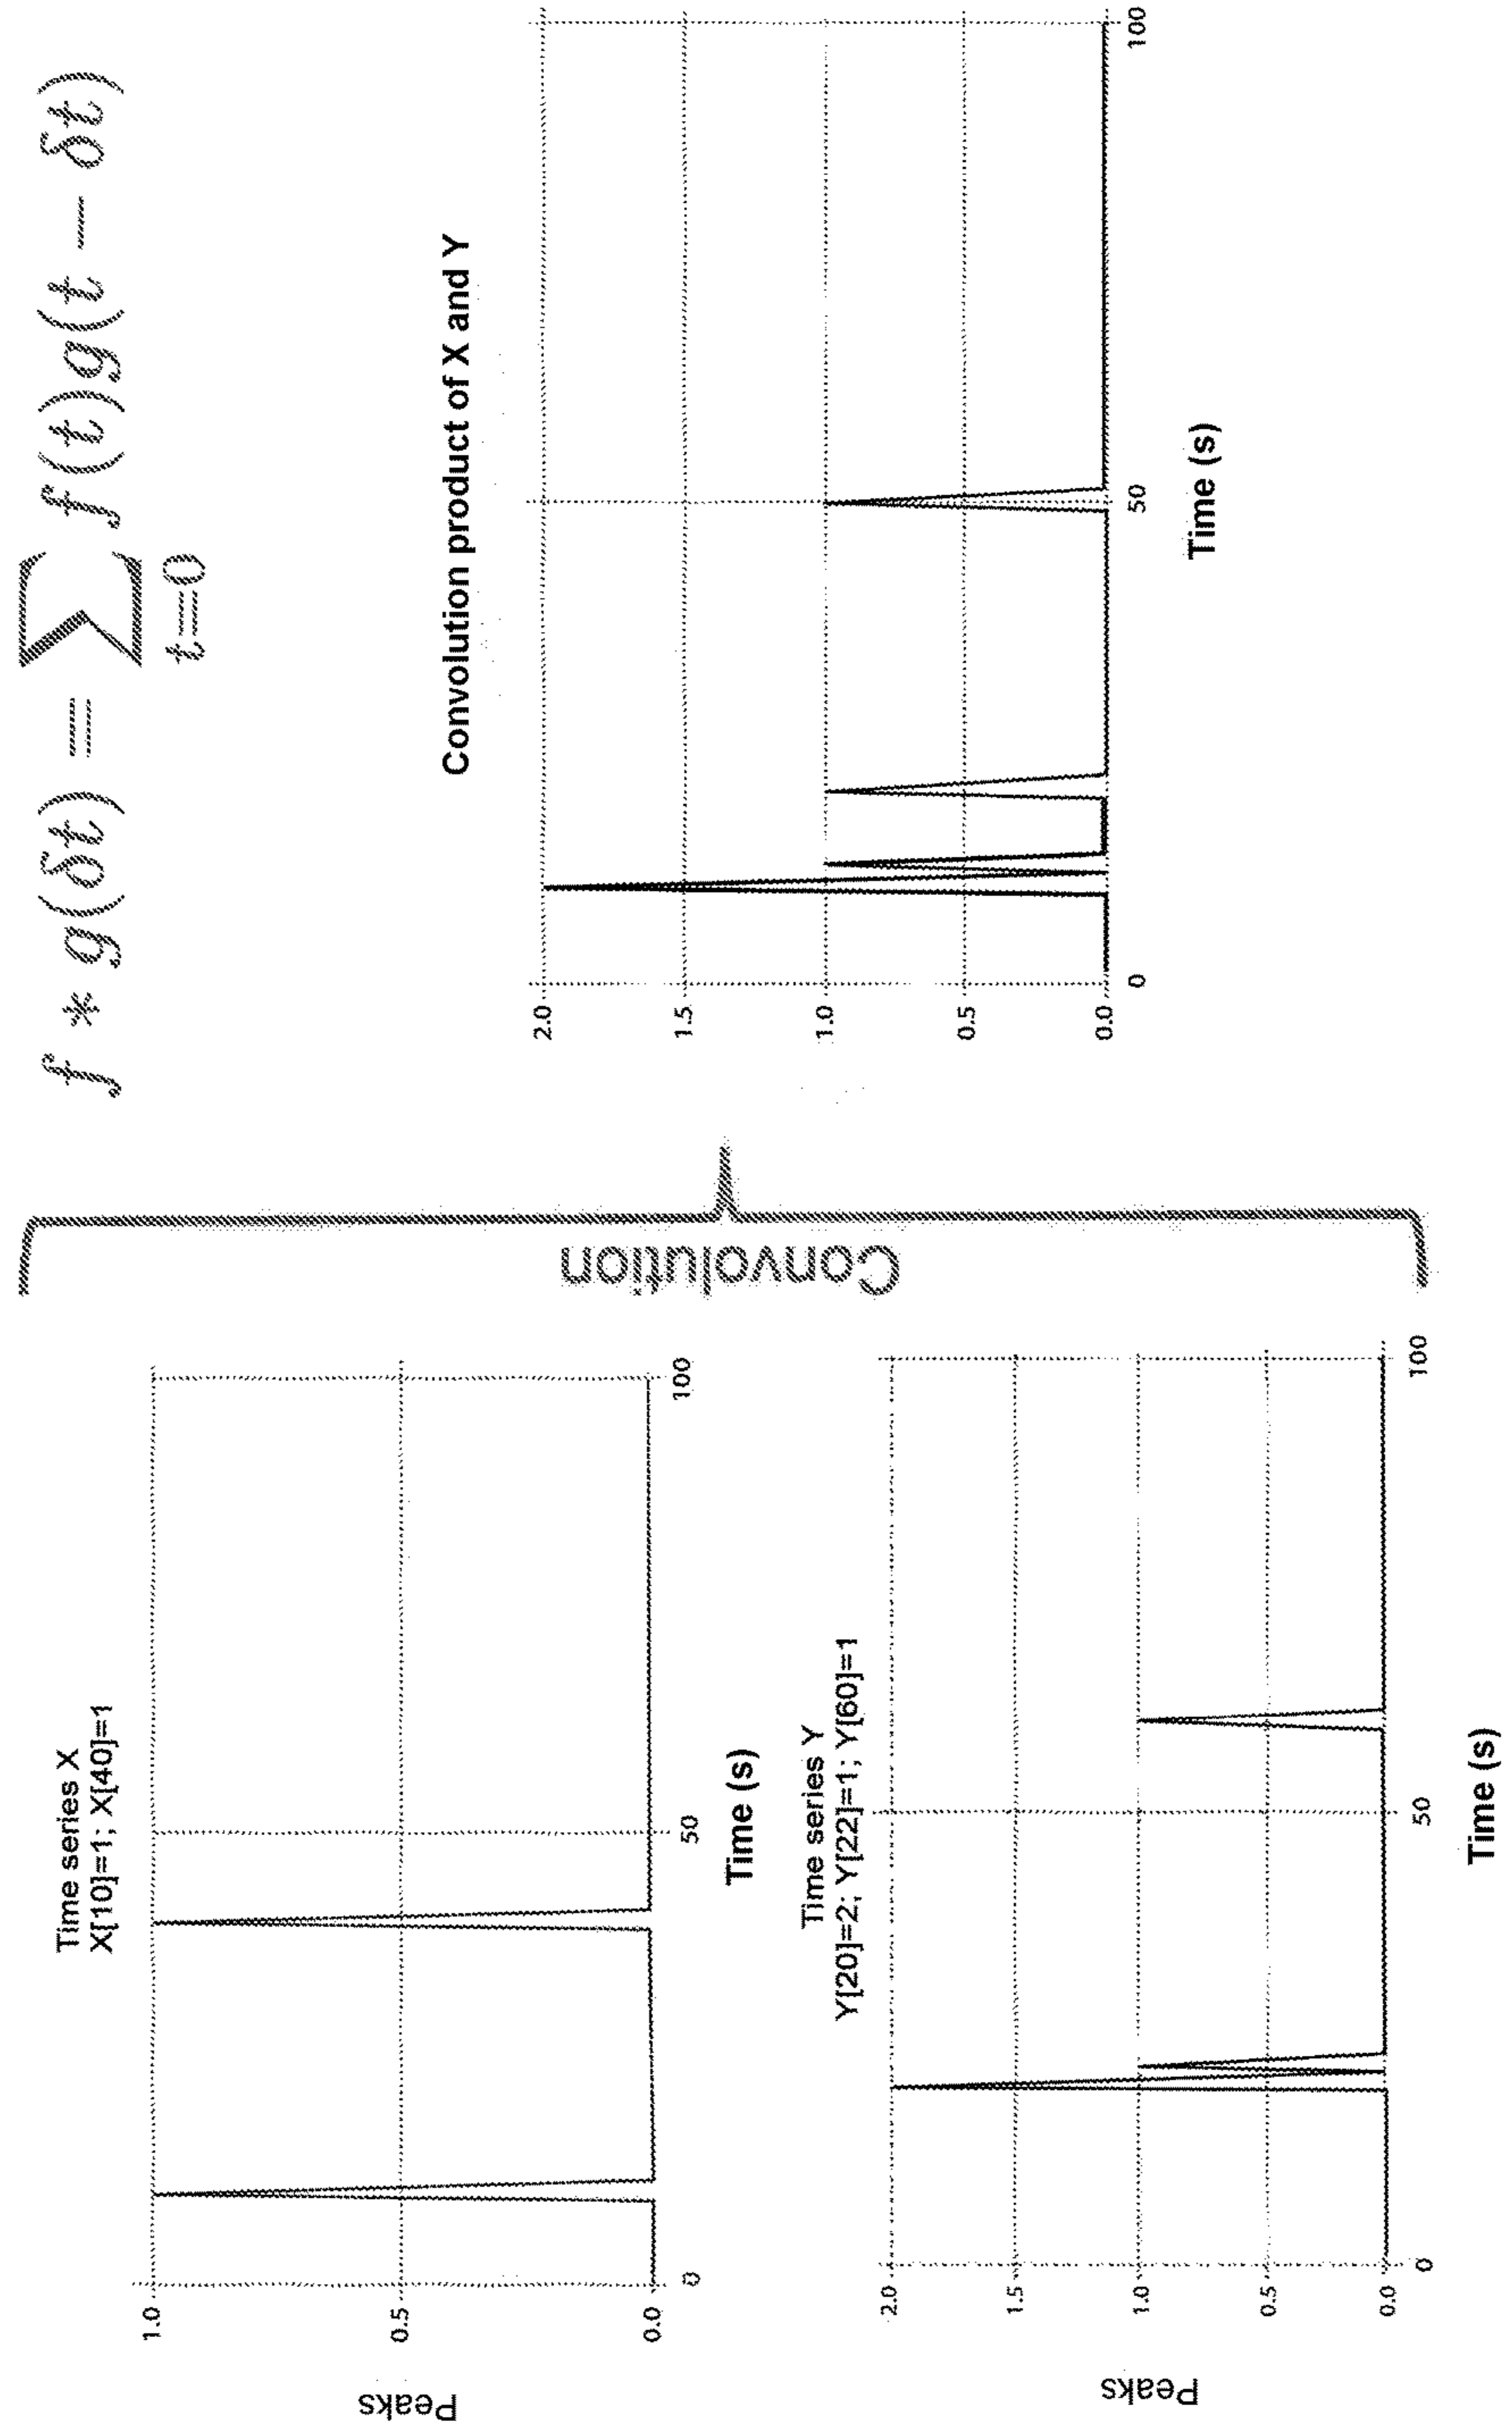 Time series X
X[10]=1; X[40]=1
Peaks
1.0
0.5
0.0
0
50
100
Time (s)
Time series Y
Y[20]=2; Y[22]=1; Y[60]=1
Peaks
2.0
1.5
1.0
0.5
0.0
0
50
100
Time (s)
Convolution
f * g(δt) = ∑ f(t)g(t − δt)
t=0
Convolution product of X and Y
2.0
1.5
1.0
0.5
0.0
0
50
100
Time (s)